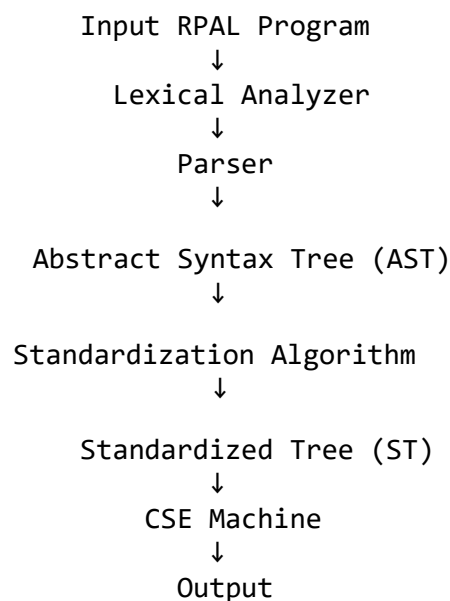 Input RPAL Program
↓
Lexical Analyzer
↓
Parser
↓
Abstract Syntax Tree (AST)
↓
Standardization Algorithm
↓
Standardized Tree (ST)
↓
CSE Machine
↓
Output